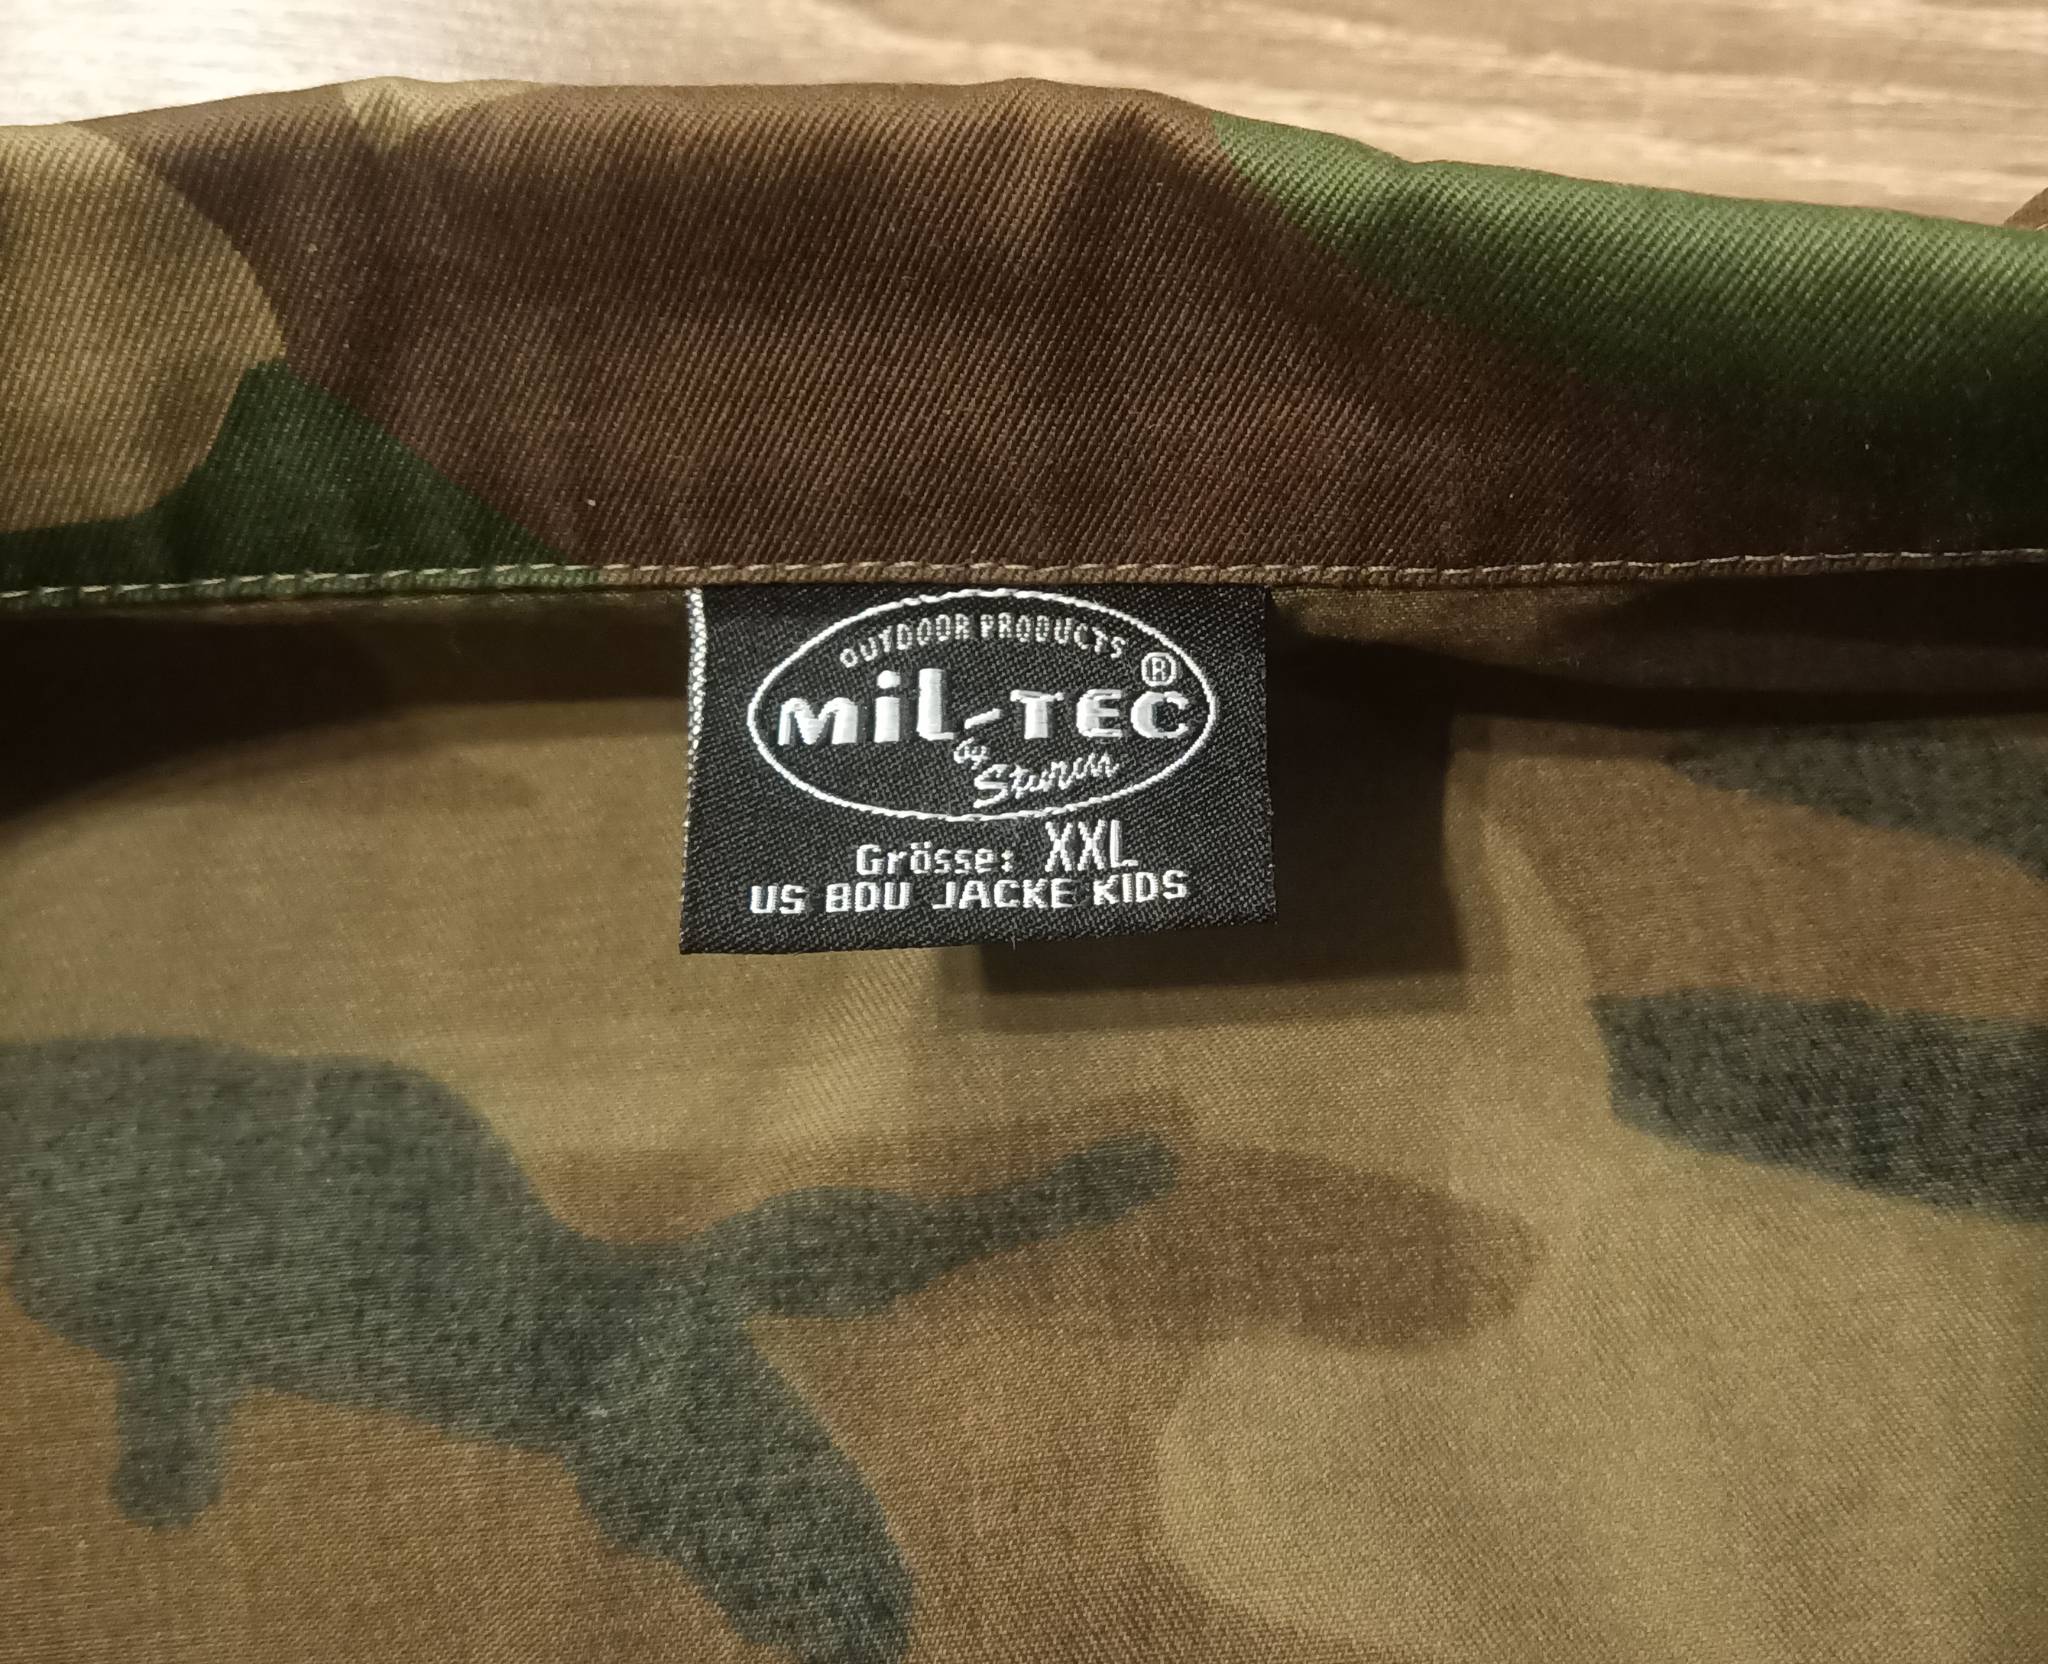 OUTDOOR PRODUCTS
MiL-TEC ®
by Sturm
Grösse: XXL
US BDU JACKE KIDS